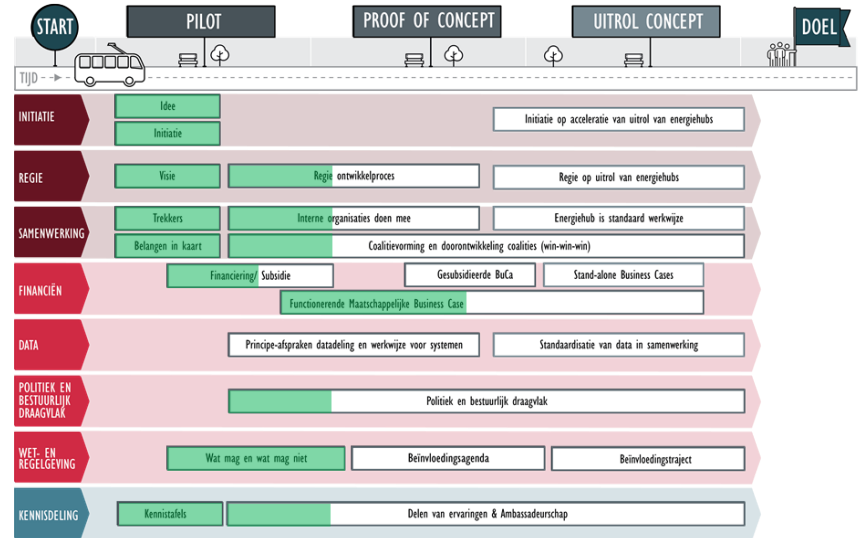 START
PILOT
PROOF OF CONCEPT
UITROL CONCEPT
DOEL
TIJD
INITIATIE
Idee
Initiatie
Initiatie op acceleratie van uitrol van energiehubs
REGIE
Visie
Regie ontwikkelproces
Regie op uitrol van energiehubs
SAMENWERKING
Trekkers
Interne organisaties doen mee
Energiehub is standaard werkwijze
Belangen in kaart
Coalitievorming en doorontwikkeling coalities (win-win-win)
FINANCIËN
Financiering/ Subsidie
Gesubsidieerde BuCa
Stand-alone Business Cases
Functionerende Maatschappelijke Business Case
DATA
Principe-afspraken datadeling en werkwijze voor systemen
Standaardisatie van data in samenwerking
POLITIEK EN
BESTUURLIJK
DRAAGVLAK
Politiek en bestuurlijk draagvlak
WET- EN
REGELGEVING
Wat mag en wat mag niet
Beïnvloedingsagenda
Beïnvloedingstraject
KENNISDELING
Kennistafels
Delen van ervaringen & Ambassadeurschap